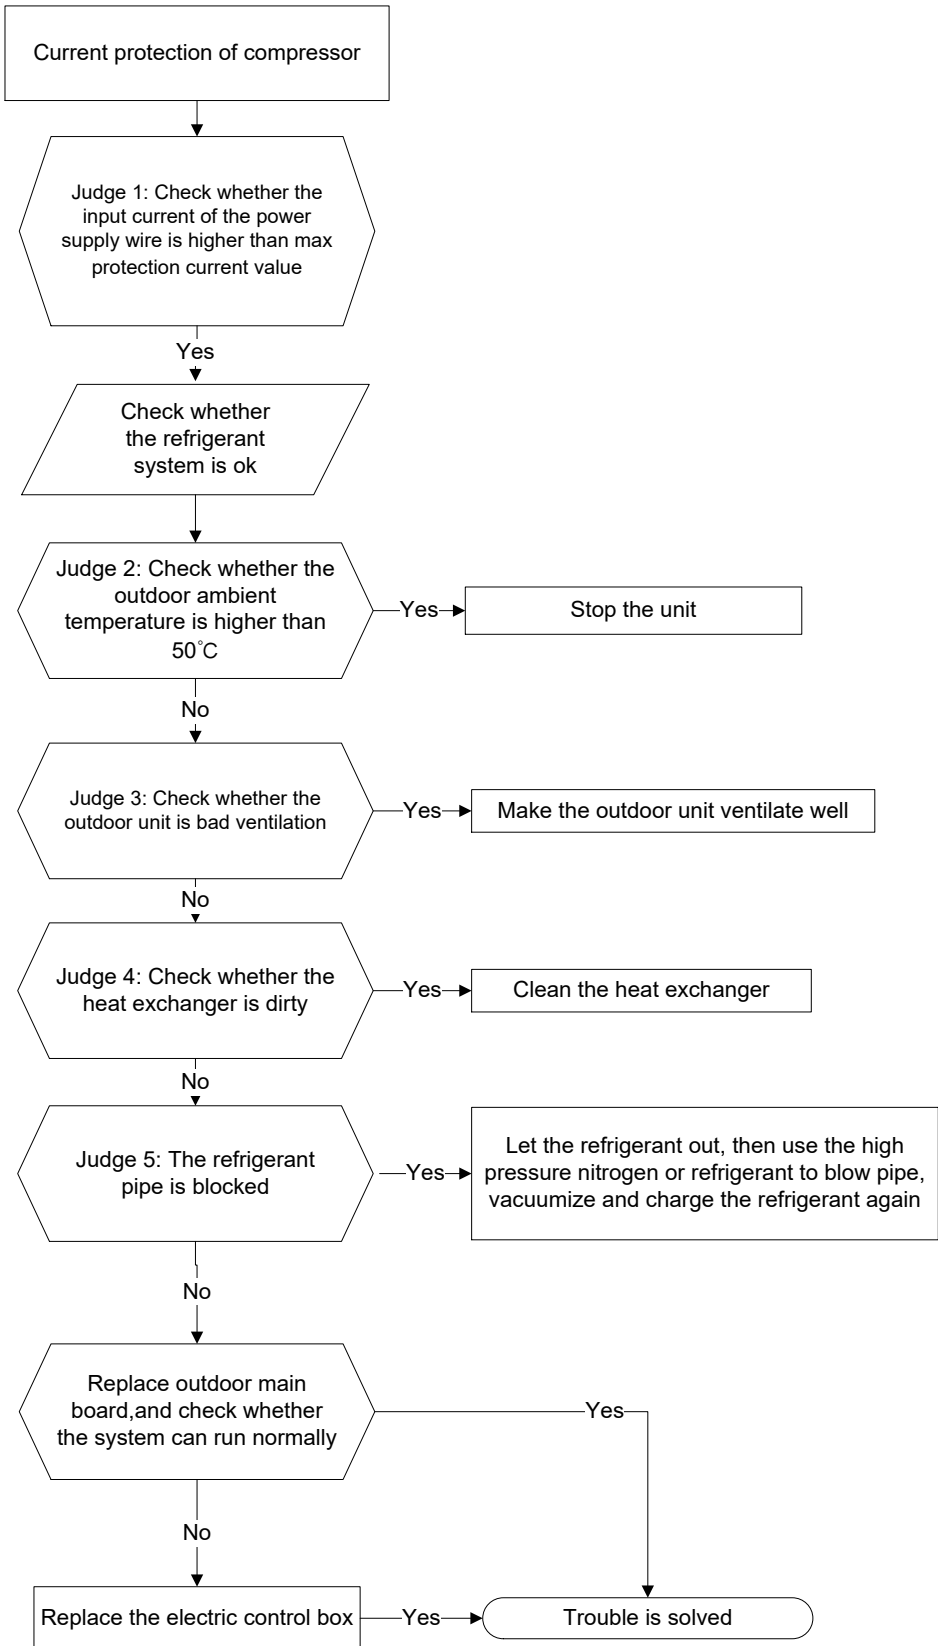 Current protection of compressor
Judge 1: Check whether the
input current of the power
supply wire is higher than max
protection current value
Yes
Check whether
the refrigerant
system is ok
Judge 2: Check whether the
outdoor ambient
temperature is higher than
50℃
Yes
Stop the unit
No
Judge 3: Check whether the
outdoor unit is bad ventilation
Yes
Make the outdoor unit ventilate well
No
Judge 4: Check whether the
heat exchanger is dirty
Yes
Clean the heat exchanger
No
Judge 5: The refrigerant
pipe is blocked
Yes
Let the refrigerant out, then use the high
pressure nitrogen or refrigerant to blow pipe,
vacuumize and charge the refrigerant again
No
Replace outdoor main
board,and check whether
the system can run normally
Yes
No
Replace the electric control box
Yes
Trouble is solved